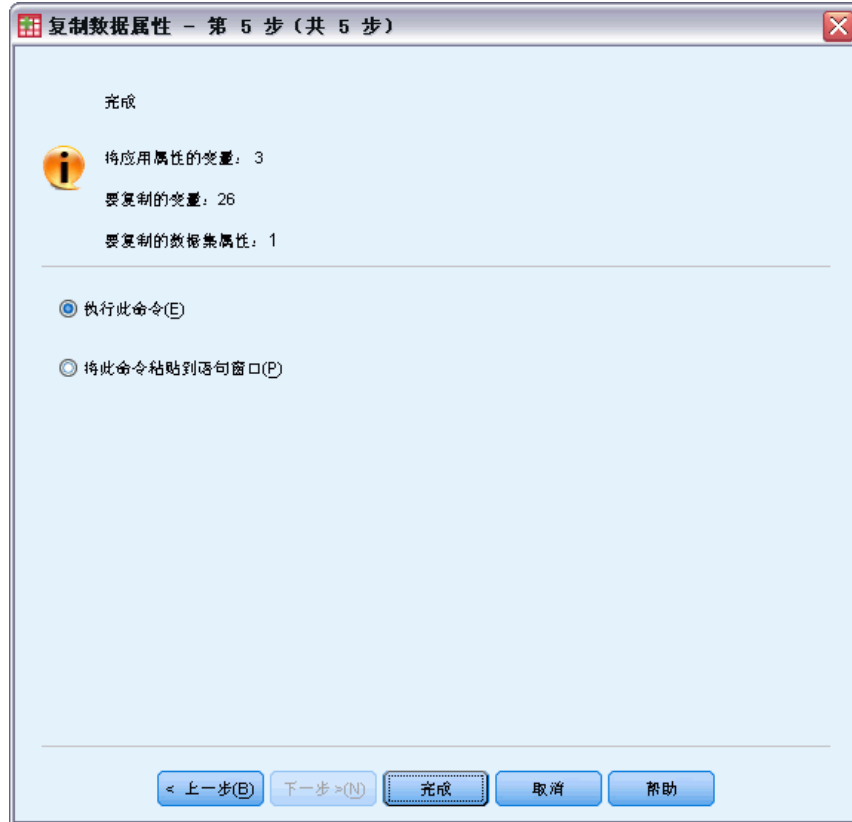 复制数据属性 - 第 5 步（共 5 步）
完成
将应用属性的变量：3
要复制的变量：26
要复制的数据集属性：1
执行此命令(E)
将此命令粘贴到语句窗口(P)
< 上一步(B) 下一步 >(N) 完成 取消 帮助